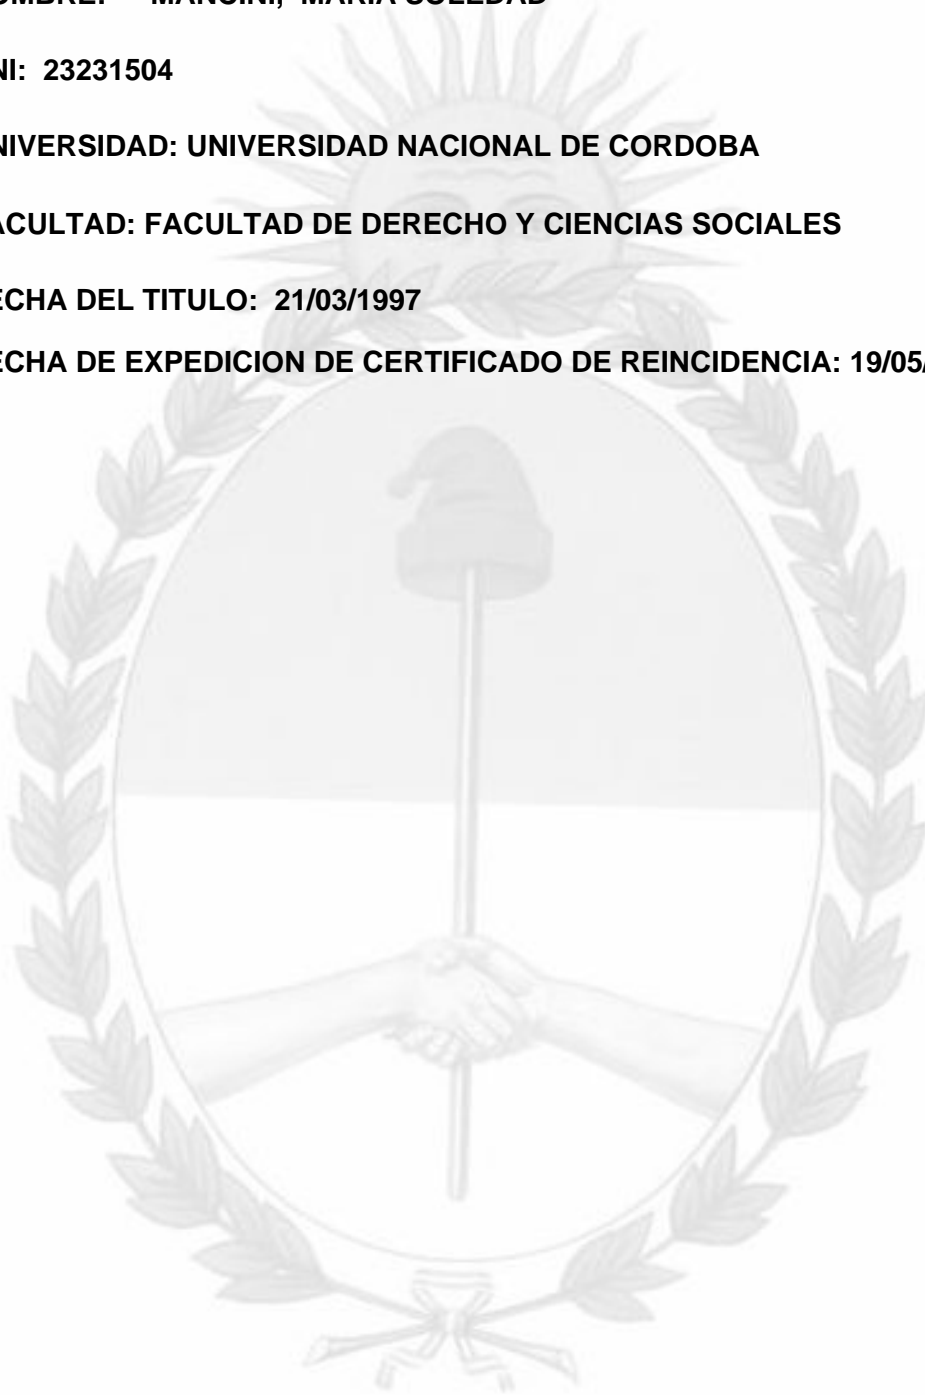 OMBRE: MANCINI, MARIA SOLEDAD
NI: 23231504
NIVERSIDAD: UNIVERSIDAD NACIONAL DE CORDOBA
ACULTAD: FACULTAD DE DERECHO Y CIENCIAS SOCIALES
ECHA DEL TITULO: 21/03/1997
ECHA DE EXPEDICION DE CERTIFICADO DE REINCIDENCIA: 19/05/